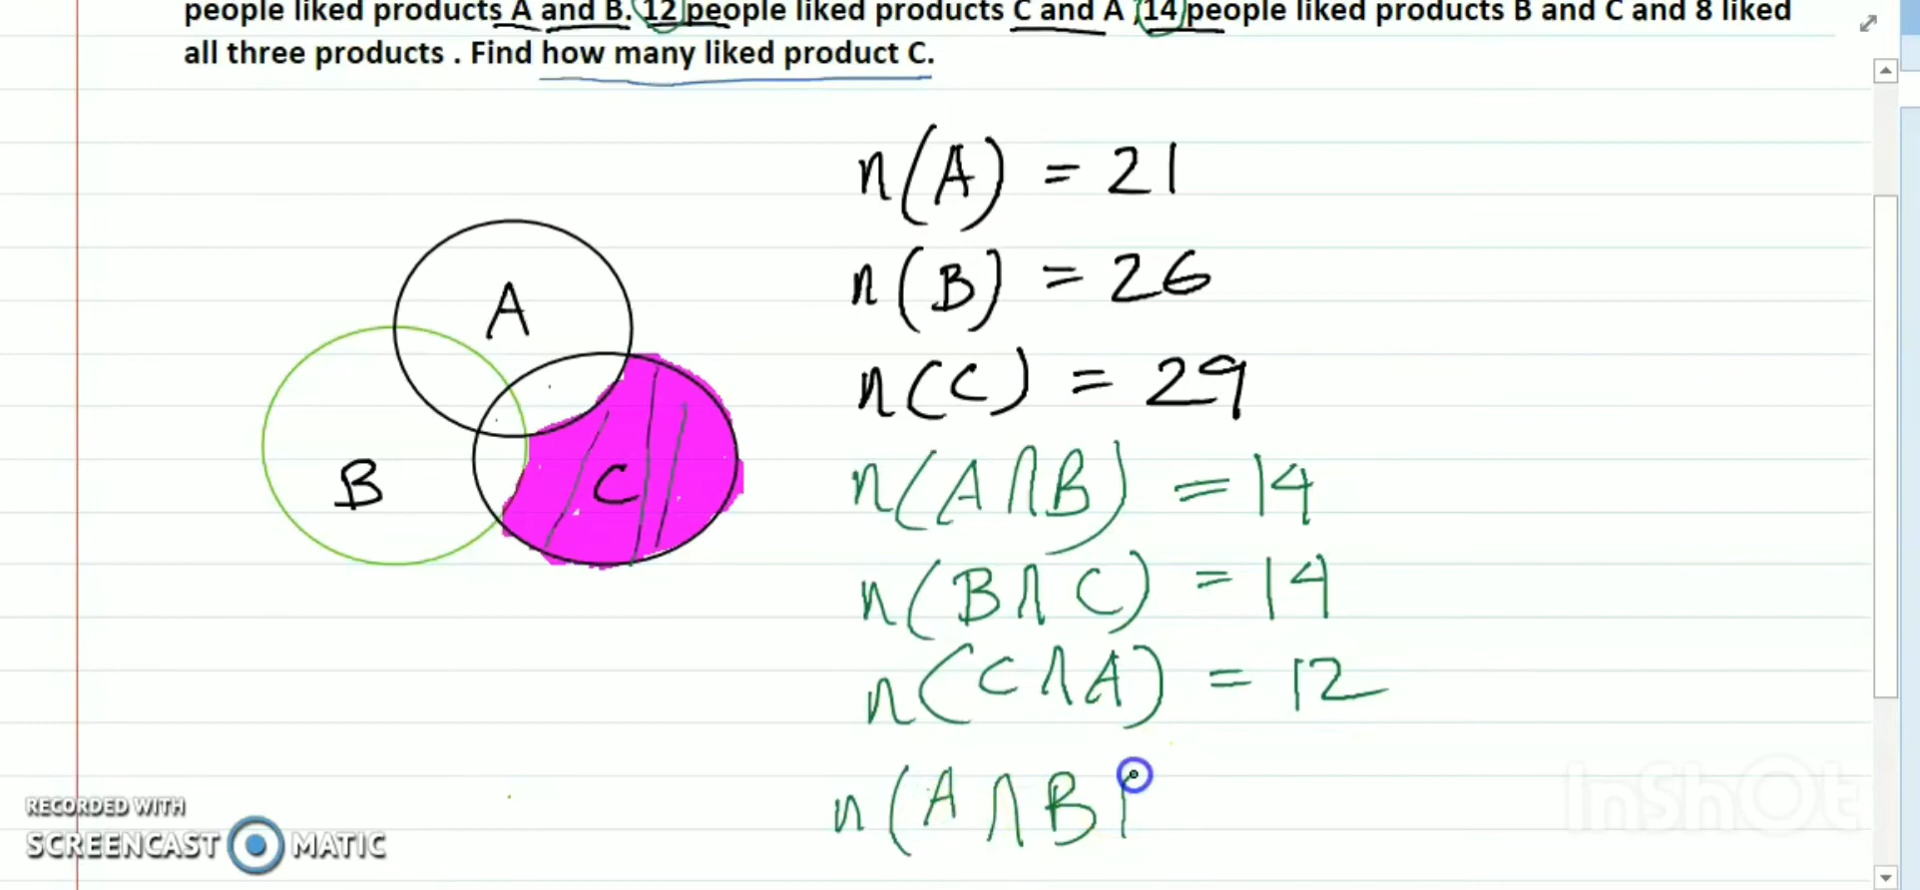 people liked products A and B. 12 people liked products C and A , 14 people liked products B and C and 8 liked
all three products . Find how many liked product C.
n(A) = 21
n(B) = 26
n(C) = 29
n(A∩B) = 14
n(B∩C) = 14
n(C∩A) = 12
n(A∩B
A
B
C
RECORDED WITH
SCREENCAST MATIC
InShOt